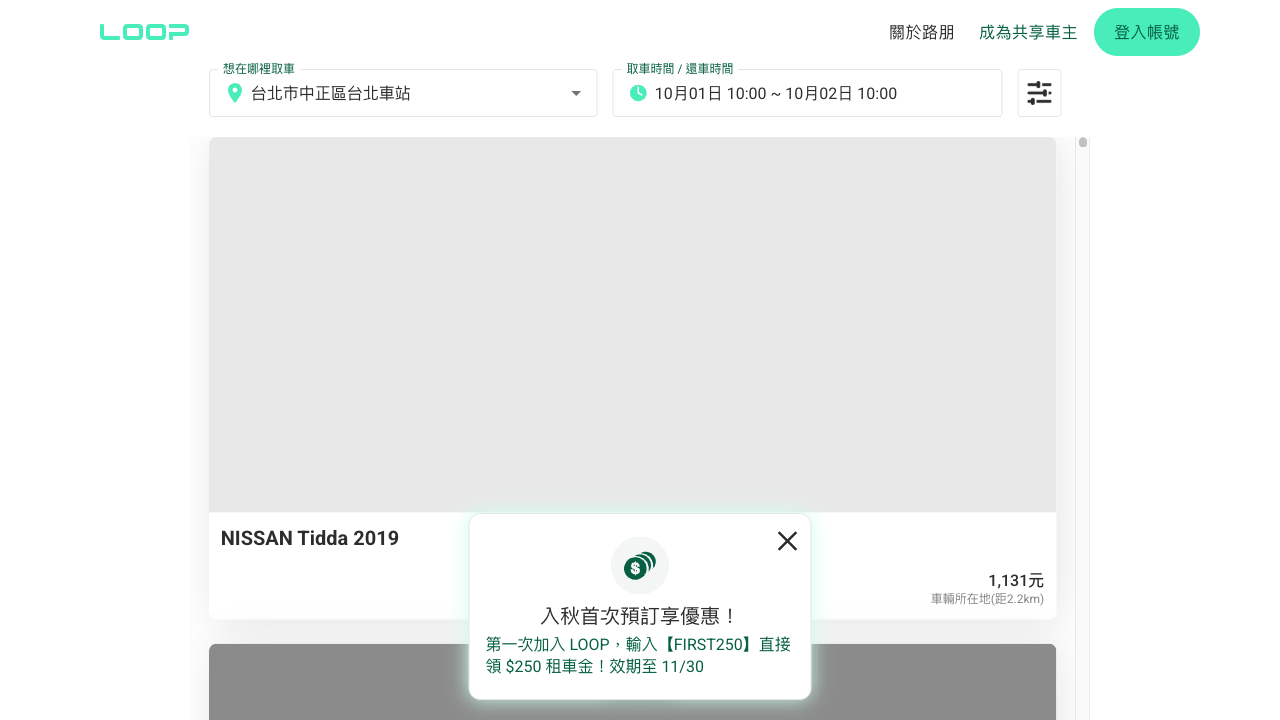 LOOP
關於路朋
成為共享車主
登入帳號
想在哪裡取車
台北市中正區台北車站
取車時間 / 還車時間
10月01日 10:00 ~ 10月02日 10:00
NISSAN Tidda 2019
1,131元
車輛所在地(距2.2km)
入秋首次預訂享優惠！
第一次加入 LOOP，輸入【FIRST250】直接
領 $250 租車金！效期至 11/30